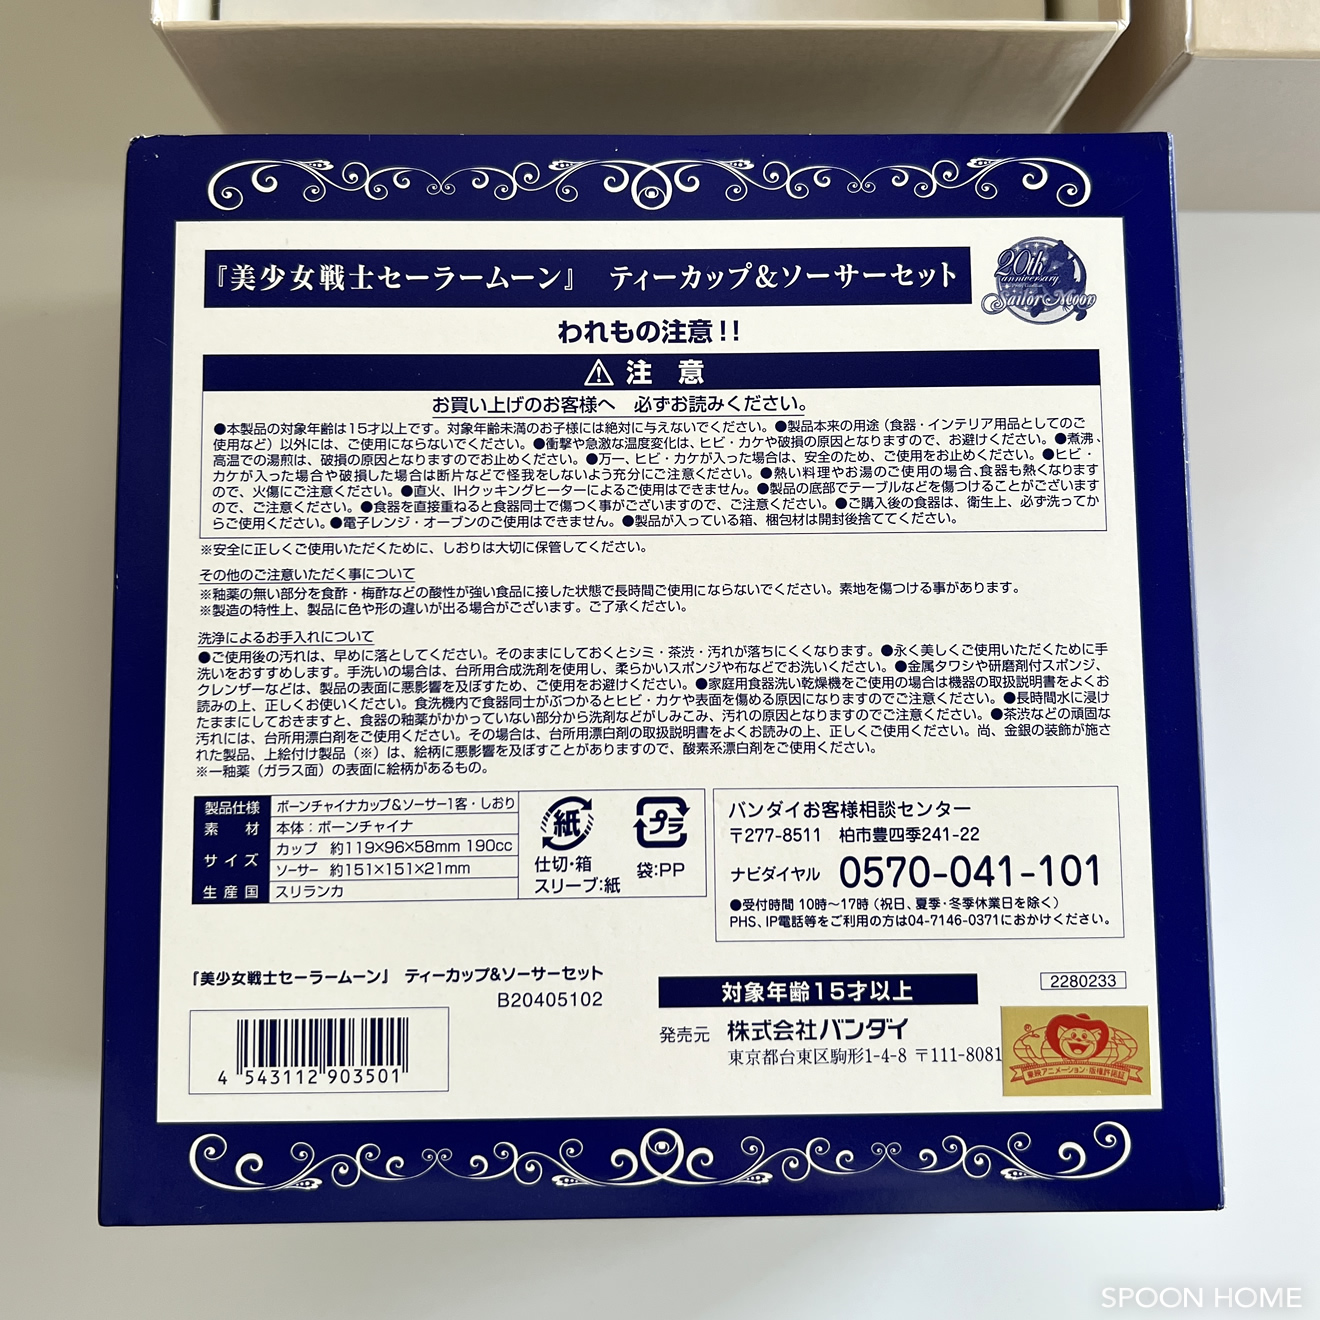 『美少女戦士セーラームーン』 ティーカップ&ソーサーセット
20th
anniversary
Sailor Moon
われもの注意!!
注 意
お買い上げのお客様へ 必ずお読みください。
●本製品の対象年齢は15才以上です。対象年齢未満のお子様には絶対に与えないでください。●製品本来の用途(食器・インテリア用品としてのご
使用など)以外には、ご使用にならないでください。●衝撃や急激な温度変化は、ヒビ・カケや破損の原因となりますので、お避けください。●煮沸、
高温での湯煎は、破損の原因となりますのでお止めください。●万一、ヒビ・カケが入った場合は、安全のため、ご使用をお止めください。●ヒビ・
カケが入った場合や破損した場合は断片などで怪我をしないよう充分にご注意ください。●熱い料理やお湯のご使用の場合、食器も熱くなります
ので、火傷にご注意ください。●直火、IHクッキングヒーターによるご使用はできません。●製品の底部でテーブルなどを傷つけることがございます
ので、ご注意ください。●食器を直接重ねると食器同士で傷つく事がございますので、ご注意ください。●ご購入後の食器は、衛生上、必ず洗ってか
らご使用ください。●電子レンジ・オーブンのご使用はできません。●製品が入っている箱、梱包材は開封後捨ててください。
※安全に正しくご使用いただくために、しおりは大切に保管してください。
その他のご注意いただく事について
※釉薬の無い部分を食酢・梅酢などの酸性が強い食品に接した状態で長時間ご使用にならないでください。素地を傷つける事があります。
※製造の特性上、製品に色や形の違いが出る場合がございます。ご了承ください。
洗浄によるお手入れについて
●ご使用後の汚れは、早めに落としてください。そのままにしておくとシミ・茶渋・汚れが落ちにくくなります。●永く美しくご使用いただくために手
洗いをおすすめします。手洗いの場合は、台所用合成洗剤を使用し、柔らかいスポンジや布などでお洗いください。●金属タワシや研磨剤付スポンジ、
クレンザーなどは、製品の表面に悪影響を及ぼすため、ご使用をお避けください。●家庭用食器洗い乾燥機をご使用の場合は機器の取扱説明書をよくお
読みの上、正しくお使いください。食洗機内で食器同士がぶつかるとヒビ・カケや表面を傷める原因になりますのでご注意ください。●長時間水に浸け
たままにしておきますと、食器の釉薬がかかっていない部分から洗剤などがしみこみ、汚れの原因となりますのでご注意ください。●茶渋などの頑固な
汚れには、台所用漂白剤をご使用ください。その場合は、台所用漂白剤の取扱説明書をよくお読みの上、正しくご使用ください。尚、金銀の装飾が施さ
れた製品、上絵付け製品(※)は、絵柄に悪影響を及ぼすことがありますので、酸素系漂白剤をご使用ください。
※一釉薬(ガラス面)の表面に絵柄があるもの。
製品仕様 ボーンチャイナカップ&ソーサー1客・しおり
素 材 本体:ボーンチャイナ
サイズ カップ 約119×96×58mm 190cc
ソーサー 約151×151×21mm
生産国 スリランカ
紙
仕切・箱
スリーブ:紙
プラ
袋:PP
バンダイお客様相談センター
〒277-8511 柏市豊四季241-22
ナビダイヤル 0570-041-101
●受付時間 10時～17時(祝日、夏季・冬季休業日を除く)
PHS、IP電話等をご利用の方は04-7146-0371におかけください。
『美少女戦士セーラームーン』 ティーカップ&ソーサーセット
B20405102
4 543112 903501
対象年齢15才以上
2280233
発売元 株式会社バンダイ
東京都台東区駒形1-4-8 〒111-8081
東映アニメーション・版権許諾証
SPOON HOME